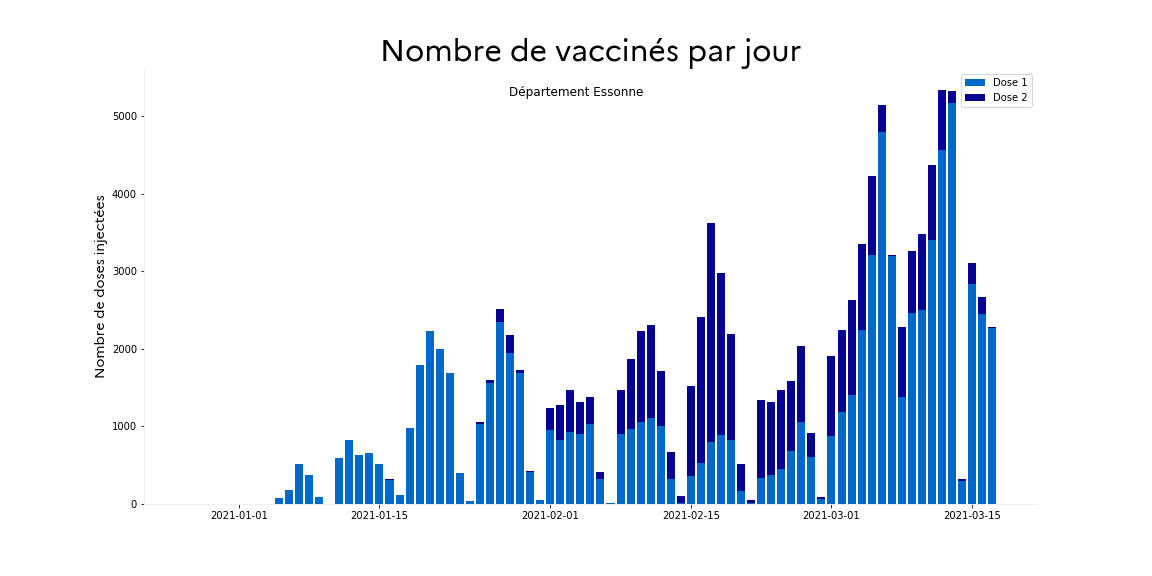 Nombre de vaccinés par jour
Département Essonne
Dose 1
Dose 2
Nombre de doses injectées
5000
4000
3000
2000
1000
0
2021-01-01
2021-01-15
2021-02-01
2021-02-15
2021-03-01
2021-03-15